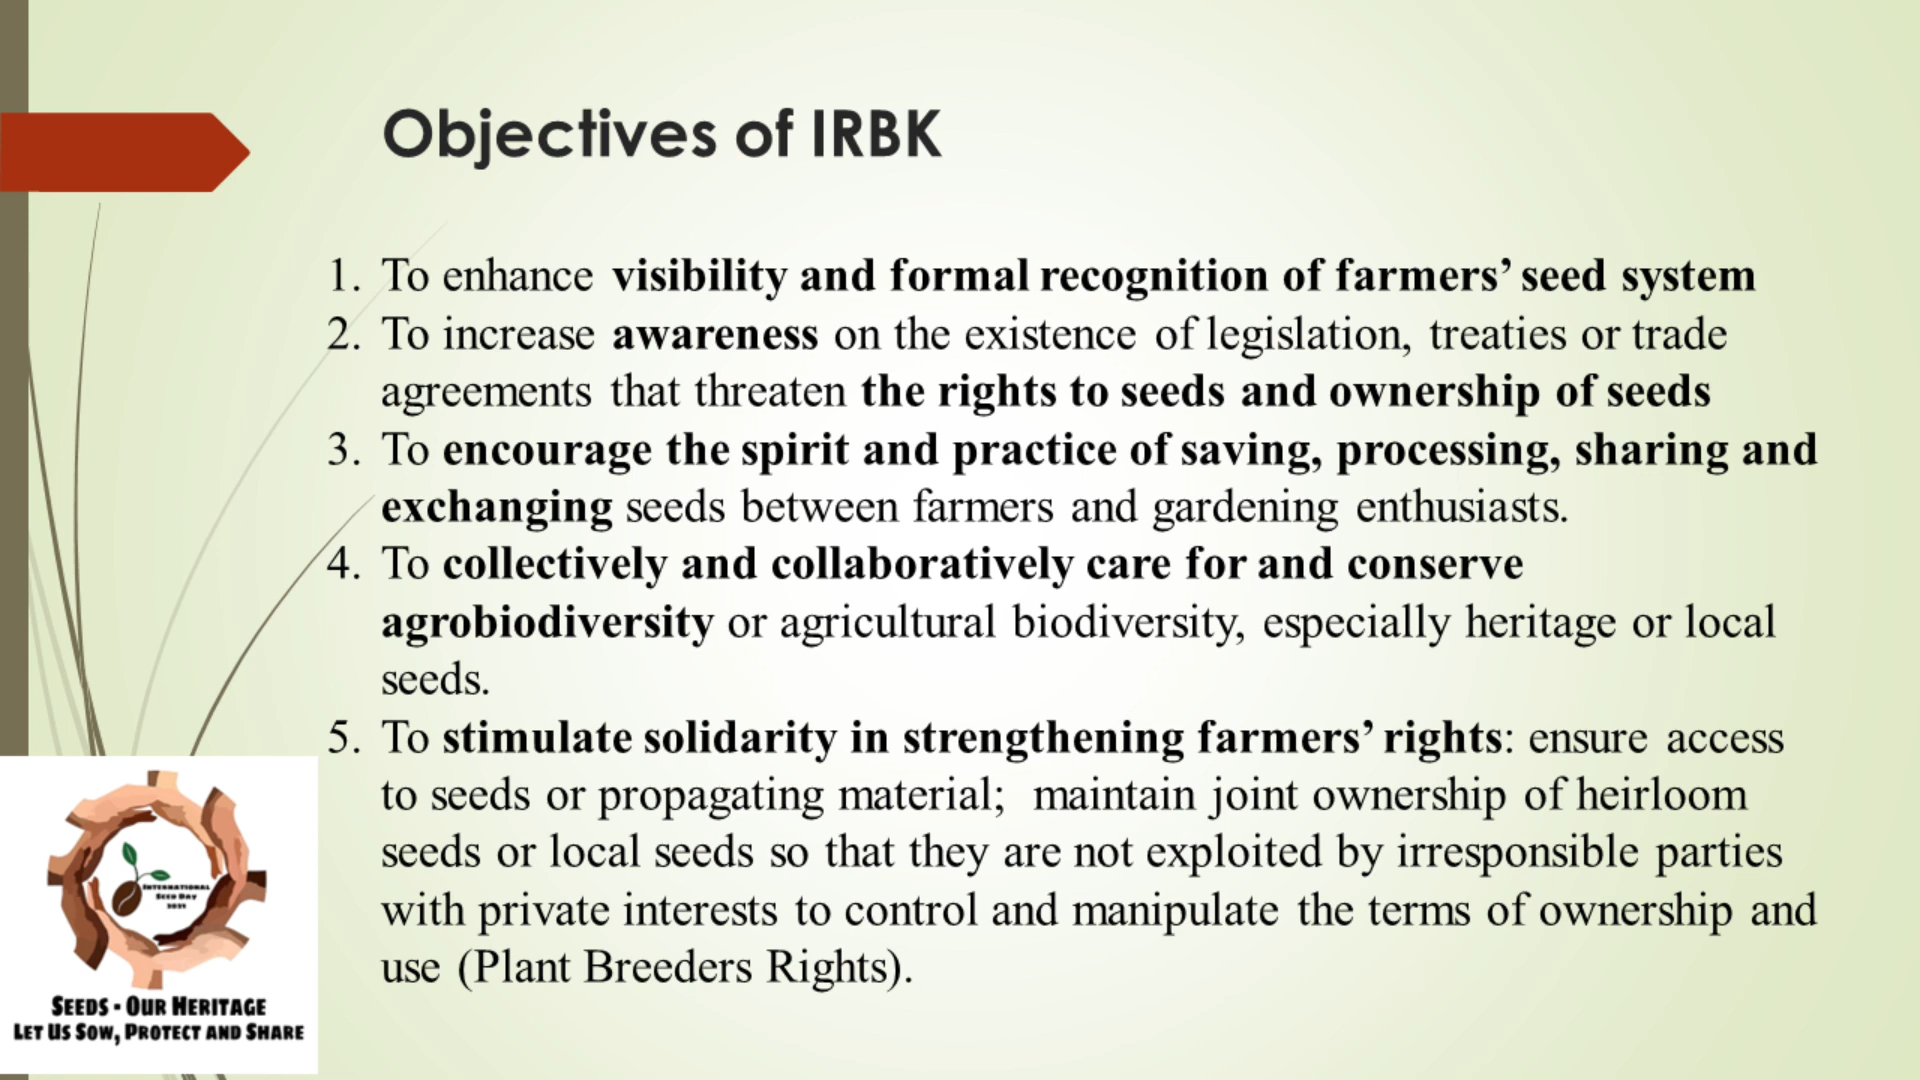 Objectives of IRBK
1. To enhance visibility and formal recognition of farmers’ seed system
2. To increase awareness on the existence of legislation, treaties or trade
agreements that threaten the rights to seeds and ownership of seeds
3. To encourage the spirit and practice of saving, processing, sharing and
exchanging seeds between farmers and gardening enthusiasts.
4. To collectively and collaboratively care for and conserve
agrobiodiversity or agricultural biodiversity, especially heritage or local
seeds.
5. To stimulate solidarity in strengthening farmers’ rights: ensure access
to seeds or propagating material; maintain joint ownership of heirloom
seeds or local seeds so that they are not exploited by irresponsible parties
with private interests to control and manipulate the terms of ownership and
use (Plant Breeders Rights).
International
Seed Day
Seeds - Our Heritage
Let Us Sow, Protect and Share